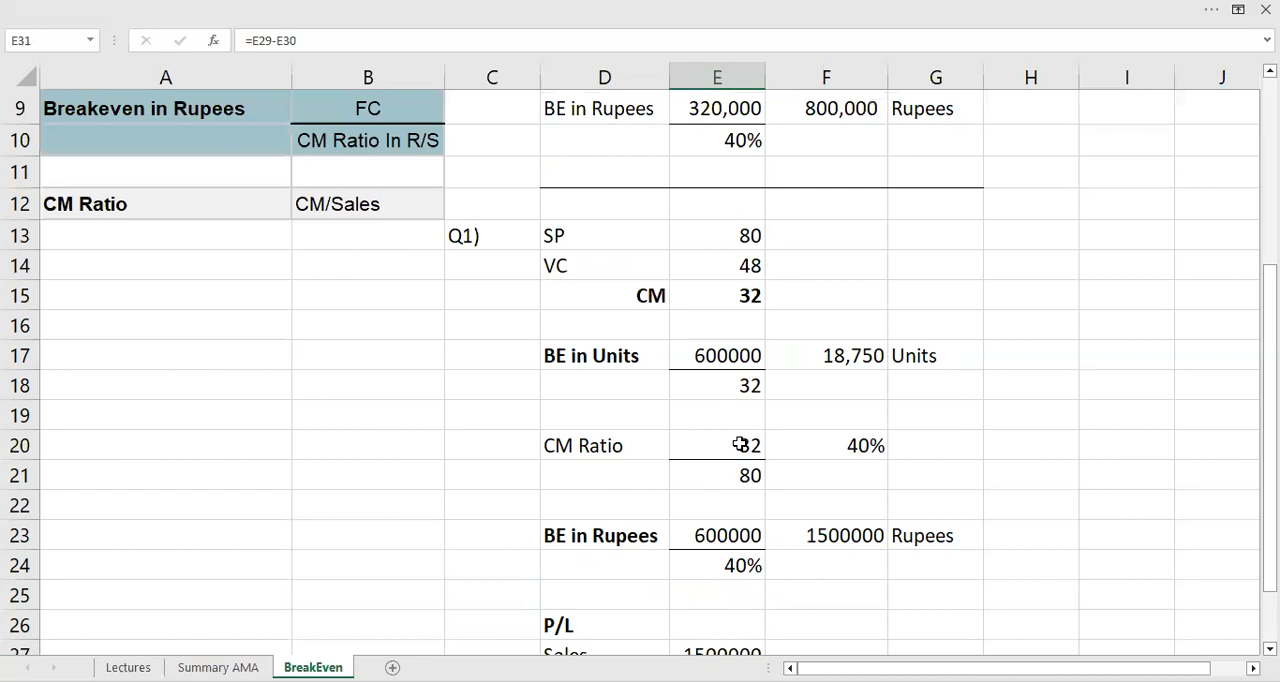 E31 fx =E29-E30
A B C D E F G H I J
9 Breakeven in Rupees FC BE in Rupees 320,000 800,000 Rupees
10 CM Ratio In R/S 40%
11
12 CM Ratio CM/Sales
13 Q1) SP 80
14 VC 48
15 CM 32
16
17 BE in Units 600000 18,750 Units
18 32
19
20 CM Ratio 32 40%
21 80
22
23 BE in Rupees 600000 1500000 Rupees
24 40%
25
26 P/L
27 Sales 1500000
Lectures Summary AMA BreakEven